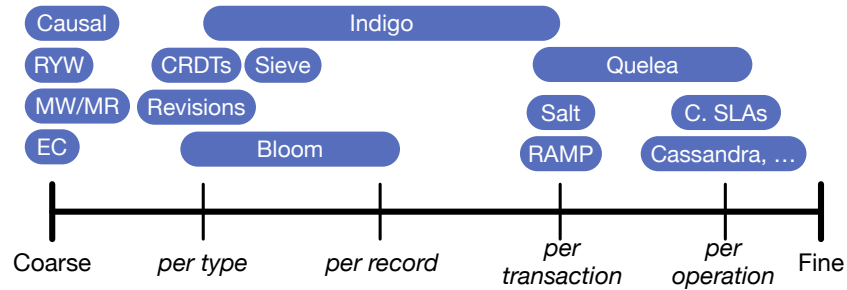 Causal Indigo
RYW CRDTs Sieve Quelea
MW/MR Revisions Salt C. SLAs
EC Bloom RAMP Cassandra, …
Coarse per type per record per transaction per operation Fine